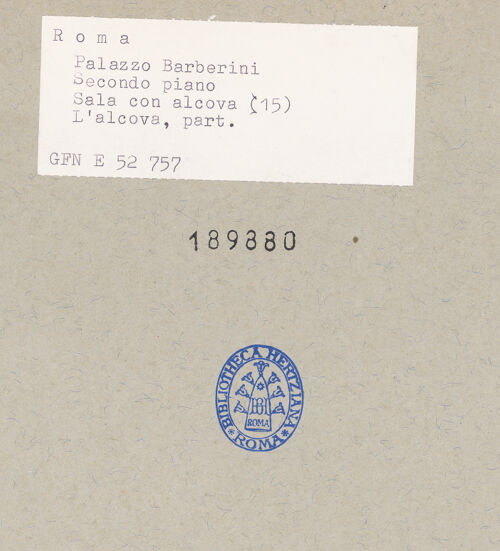 Roma
Palazzo Barberini
Secondo piano
Sala con alcova (15)
L'alcova, part.
GFN E 52 757
189880
BIBLIOTHECA HERTZIANA
BH
ROMA
* ROMA *